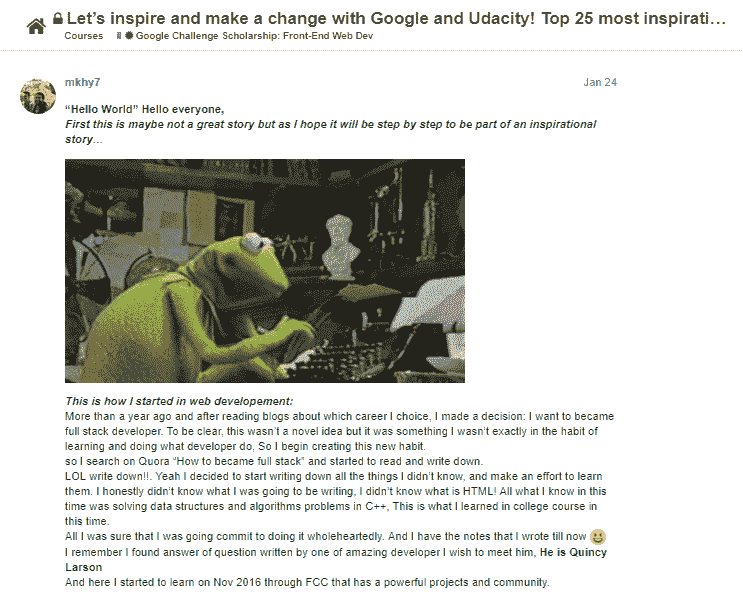 Let's inspire and make a change with Google and Udacity! Top 25 most inspirati…
Courses Google Challenge Scholarship: Front-End Web Dev
mkhy7 Jan 24
“Hello World” Hello everyone,
First this is maybe not a great story but as I hope it will be step by step to be part of an inspirational
story…
This is how I started in web developement:
More than a year ago and after reading blogs about which career I choice, I made a decision: I want to became
full stack developer. To be clear, this wasn't a novel idea but it was something I wasn't exactly in the habit of
learning and doing what developer do, So I begin creating this new habit.
so I search on Quora “How to became full stack” and started to read and write down.
LOL write down!!. Yeah I decided to start writing down all the things I didn't know, and make an effort to learn
them. I honestly didn't know what I was going to be writing, I didn't know what is HTML! All what I know in this
time was solving data structures and algorithms problems in C++, This is what I learned in college course in
this time.
All I was sure that I was going commit to doing it wholeheartedly. And I have the notes that I wrote till now
I remember I found answer of question written by one of amazing developer I wish to meet him, He is Quincy
Larson
And here I started to learn on Nov 2016 through FCC that has a powerful projects and community.